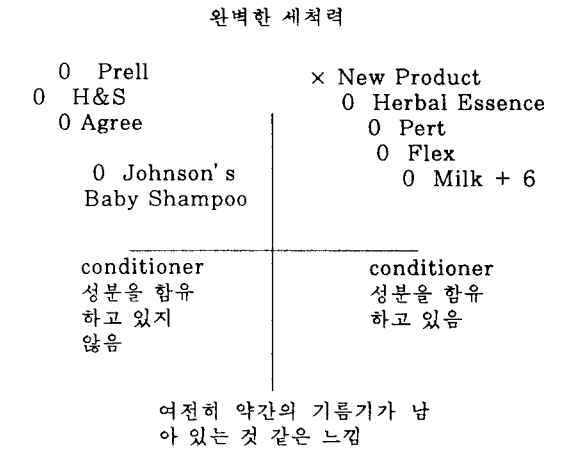 완벽한 세척력
0 Prell
0 H&S
0 Agree
0 Johnson's
Baby Shampoo
× New Product
0 Herbal Essence
0 Pert
0 Flex
0 Milk + 6
conditioner
성분을 함유
하고 있지
않음
conditioner
성분을 함유
하고 있음
여전히 약간의 기름기가 남
아 있는 것 같은 느낌